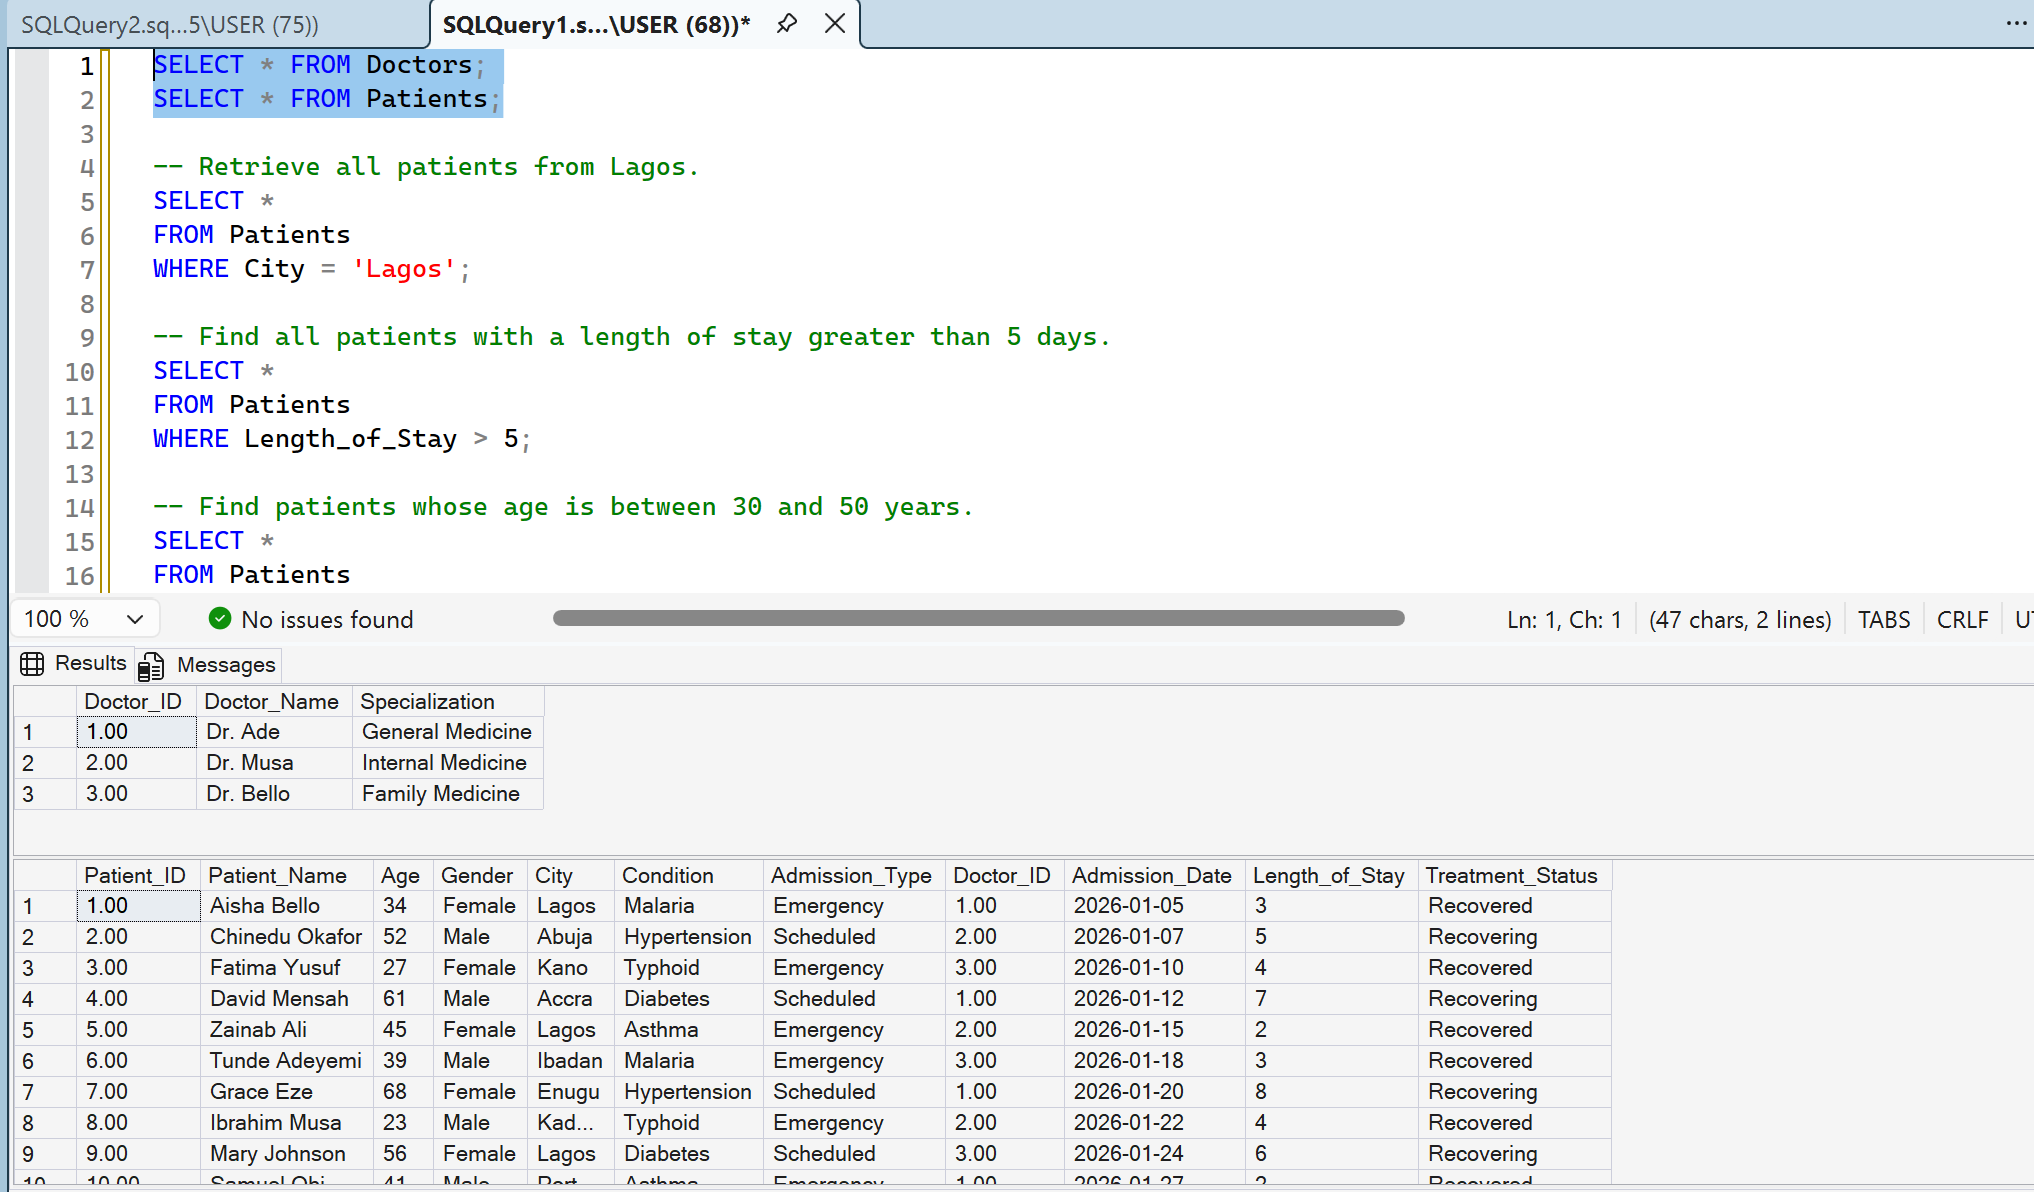 SQLQuery2.sq...5\USER (75))
SQLQuery1.s...\USER (68))*
1 SELECT * FROM Doctors;
2 SELECT * FROM Patients;
3
4 -- Retrieve all patients from Lagos.
5 SELECT *
6 FROM Patients
7 WHERE City = 'Lagos';
8
9 -- Find all patients with a length of stay greater than 5 days.
10 SELECT *
11 FROM Patients
12 WHERE Length_of_Stay > 5;
13
14 -- Find patients whose age is between 30 and 50 years.
15 SELECT *
16 FROM Patients
100 % No issues found Ln: 1, Ch: 1 (47 chars, 2 lines) TABS CRLF
Results Messages
Doctor_ID Doctor_Name Specialization
1 1.00 Dr. Ade General Medicine
2 2.00 Dr. Musa Internal Medicine
3 3.00 Dr. Bello Family Medicine
Patient_ID Patient_Name Age Gender City Condition Admission_Type Doctor_ID Admission_Date Length_of_Stay Treatment_Status
1 1.00 Aisha Bello 34 Female Lagos Malaria Emergency 1.00 2026-01-05 3 Recovered
2 2.00 Chinedu Okafor 52 Male Abuja Hypertension Scheduled 2.00 2026-01-07 5 Recovering
3 3.00 Fatima Yusuf 27 Female Kano Typhoid Emergency 3.00 2026-01-10 4 Recovered
4 4.00 David Mensah 61 Male Accra Diabetes Scheduled 1.00 2026-01-12 7 Recovering
5 5.00 Zainab Ali 45 Female Lagos Asthma Emergency 2.00 2026-01-15 2 Recovered
6 6.00 Tunde Adeyemi 39 Male Ibadan Malaria Emergency 3.00 2026-01-18 3 Recovered
7 7.00 Grace Eze 68 Female Enugu Hypertension Scheduled 1.00 2026-01-20 8 Recovering
8 8.00 Ibrahim Musa 23 Male Kad... Typhoid Emergency 2.00 2026-01-22 4 Recovered
9 9.00 Mary Johnson 56 Female Lagos Diabetes Scheduled 3.00 2026-01-24 6 Recovering